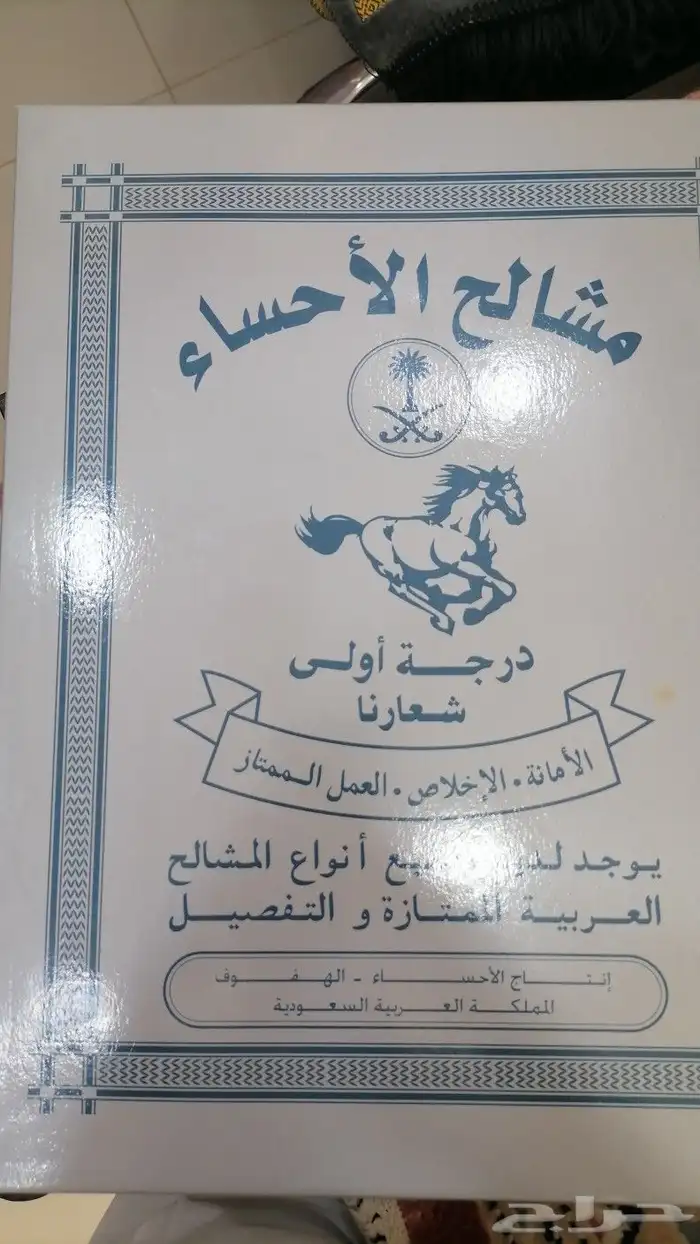 مشالح الأحساء
درجة أولى
شعارنا
الأمانة . الإخلاص . العمل الممتاز
يوجد لدينا جميع أنواع المشالح
العربية الممتازة و التفصيل
إنتاج الأحساء - الهفوف
المملكة العربية السعودية
حراج